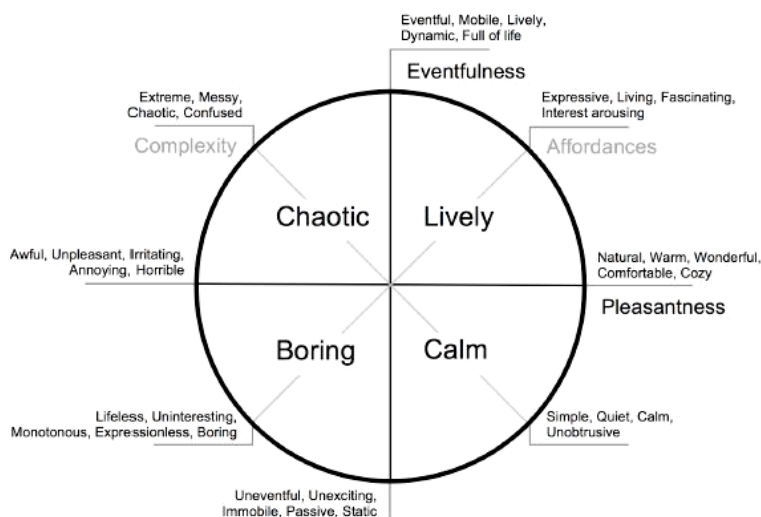 Eventful, Mobile, Lively,
Dynamic, Full of life
Eventfulness
Extreme, Messy,
Chaotic, Confused
Complexity
Expressive, Living, Fascinating,
Interest arousing
Affordances
Chaotic
Lively
Awful, Unpleasant, Irritating,
Annoying, Horrible
Natural, Warm, Wonderful,
Comfortable, Cozy
Pleasantness
Boring
Calm
Lifeless, Uninteresting,
Monotonous, Expressionless, Boring
Simple, Quiet, Calm,
Unobtrusive
Uneventful, Unexciting,
Immobile, Passive, Static